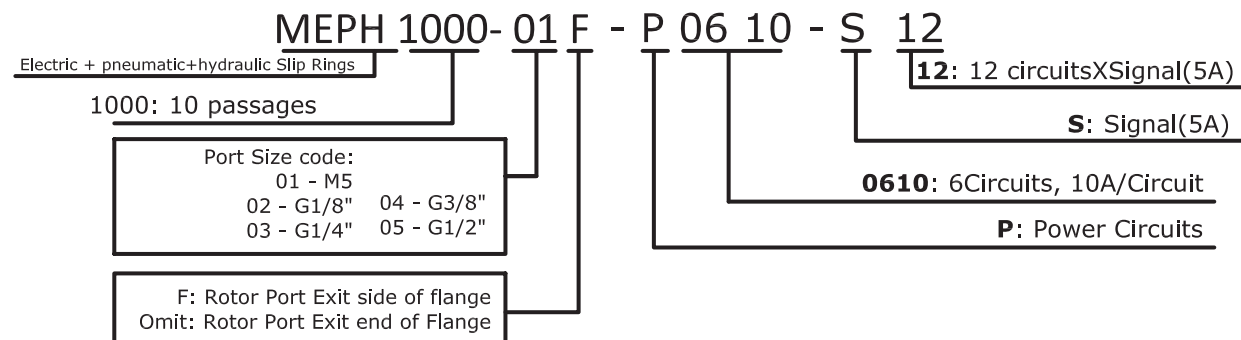 MEPH 1000- 01 F - P 06 10 - S 12
Electric + pneumatic+hydraulic Slip Rings
1000: 10 passages
Port Size code:
01 - M5
02 - G1/8" 04 - G3/8"
03 - G1/4" 05 - G1/2"
F: Rotor Port Exit side of flange
Omit: Rotor Port Exit end of Flange
12: 12 circuitsXSignal(5A)
S: Signal(5A)
0610: 6Circuits, 10A/Circuit
P: Power Circuits